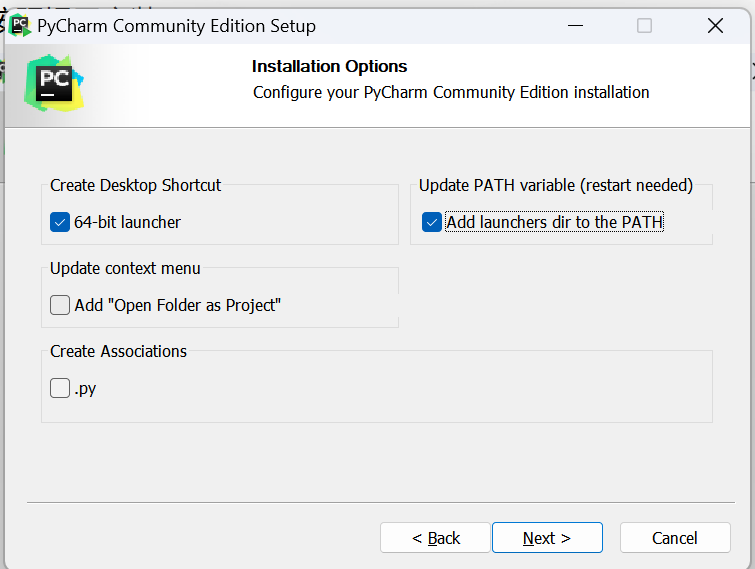 PyCharm Community Edition Setup
PC
Installation Options
Configure your PyCharm Community Edition installation
Create Desktop Shortcut
64-bit launcher
Update PATH variable (restart needed)
Add launchers dir to the PATH
Update context menu
Add "Open Folder as Project"
Create Associations
.py
< Back
Next >
Cancel